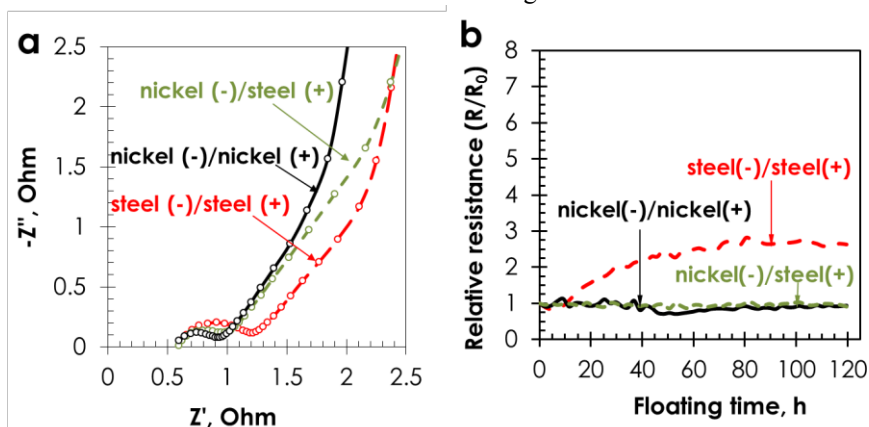 a
2.5
2
1.5
1
0.5
0
-Z", Ohm
nickel (-)/steel (+)
nickel (-)/nickel (+)
steel (-)/steel (+)
0
0.5
1
1.5
2
2.5
Z', Ohm
b
8
7
6
5
4
3
2
1
0
Relative resistance (R/R0)
steel(-)/steel(+)
nickel(-)/nickel(+)
nickel(-)/steel(+)
0 20 40 60 80 100 120
Floating time, h